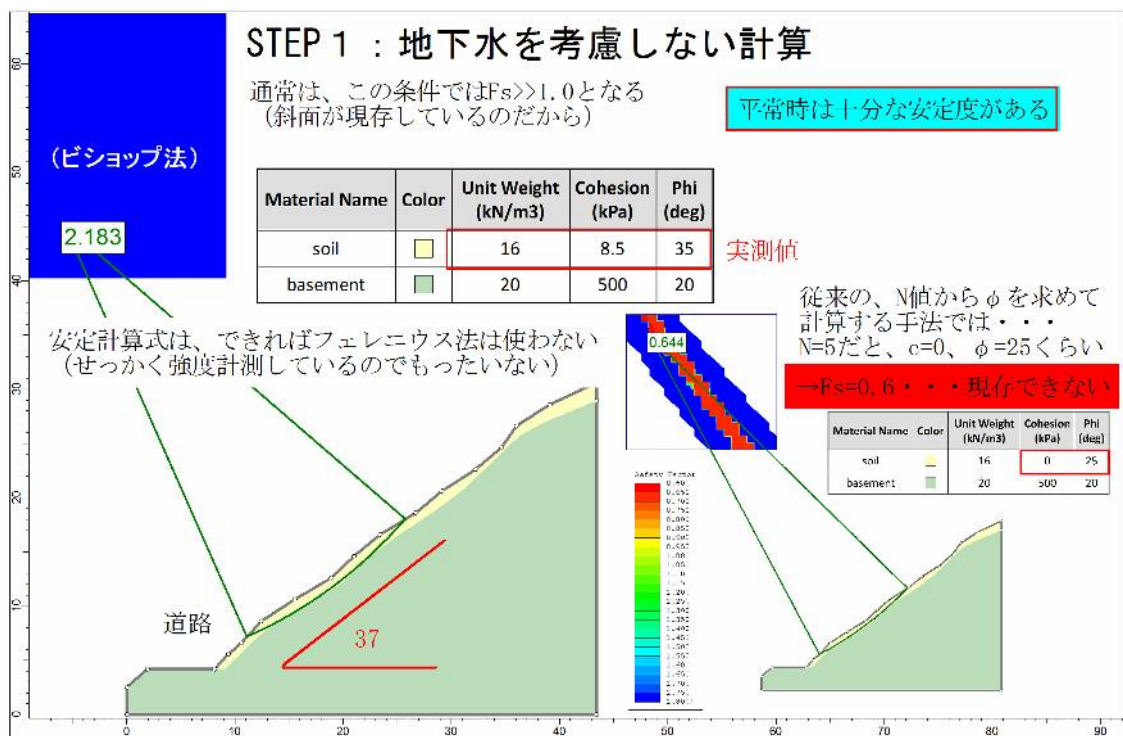 STEP1：地下水を考慮しない計算
通常は、この条件ではFs>>1.0となる
（斜面が現存しているのだから）
平常時は十分な安定度がある
（ビショップ法）
2.183
Material Name Color Unit Weight (kN/m3) Cohesion (kPa) Phi (deg)
soil 16 8.5 35
basement 20 500 20
実測値
安定計算式は、できればフェレニウス法は使わない
（せっかく強度計測しているのでもったいない）
従来の、N値からφを求めて
計算する手法では・・・
N=5だと、c=0、φ=25くらい
→Fs=0.6・・・現存できない
0.644
Material Name Color Unit Weight (kN/m3) Cohesion (kPa) Phi (deg)
soil 16 0 25
basement 20 500 20
Safety Factor
道路
37
0 10 20 30 40 50 60
0 10 20 30 40 50 60 70 80 90